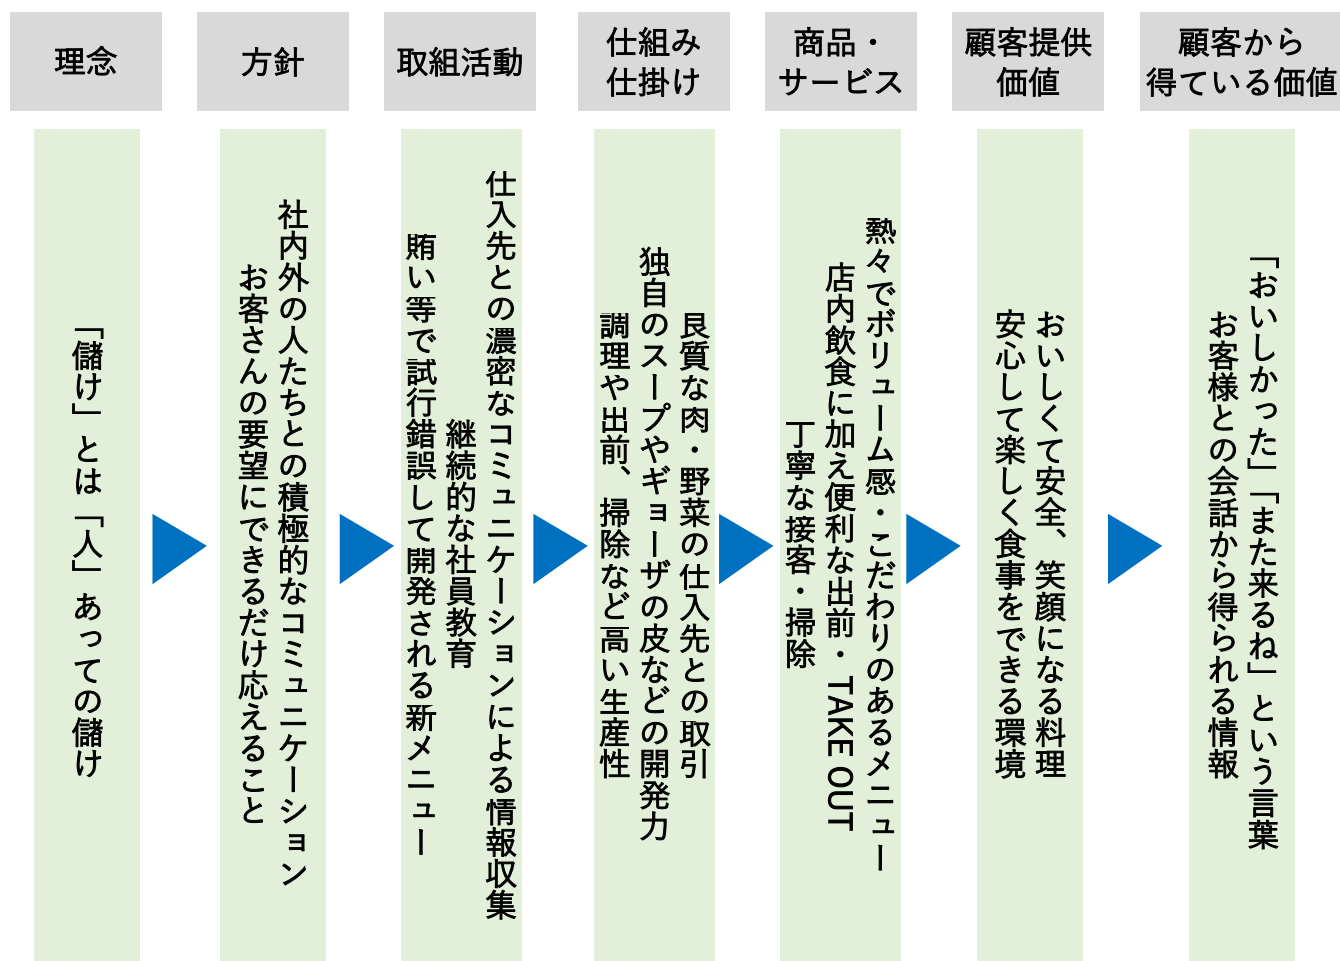 理念
「儲け」とは「人」あっての儲け
方針
社内外の人たちとの積極的なコミュニケーション
お客さんの要望にできるだけ応えること
取組活動
仕入先との濃密なコミュニケーションによる情報収集
継続的な社員教育
賄い等で試行錯誤して開発される新メニュー
仕組み
仕掛け
良質な肉・野菜の仕入先との取引
独自のスープやギョーザの皮などの開発力
調理や出前、掃除など高い生産性
商品・
サービス
熱々でボリューム感・こだわりのあるメニュー
店内飲食に加え便利な出前・TAKE OUT
丁寧な接客・掃除
顧客提供
価値
おいしくて安全、笑顔になる料理
安心して楽しく食事をできる環境
顧客から
得ている価値
「おいしかった」「また来るね」という言葉
お客様との会話から得られる情報